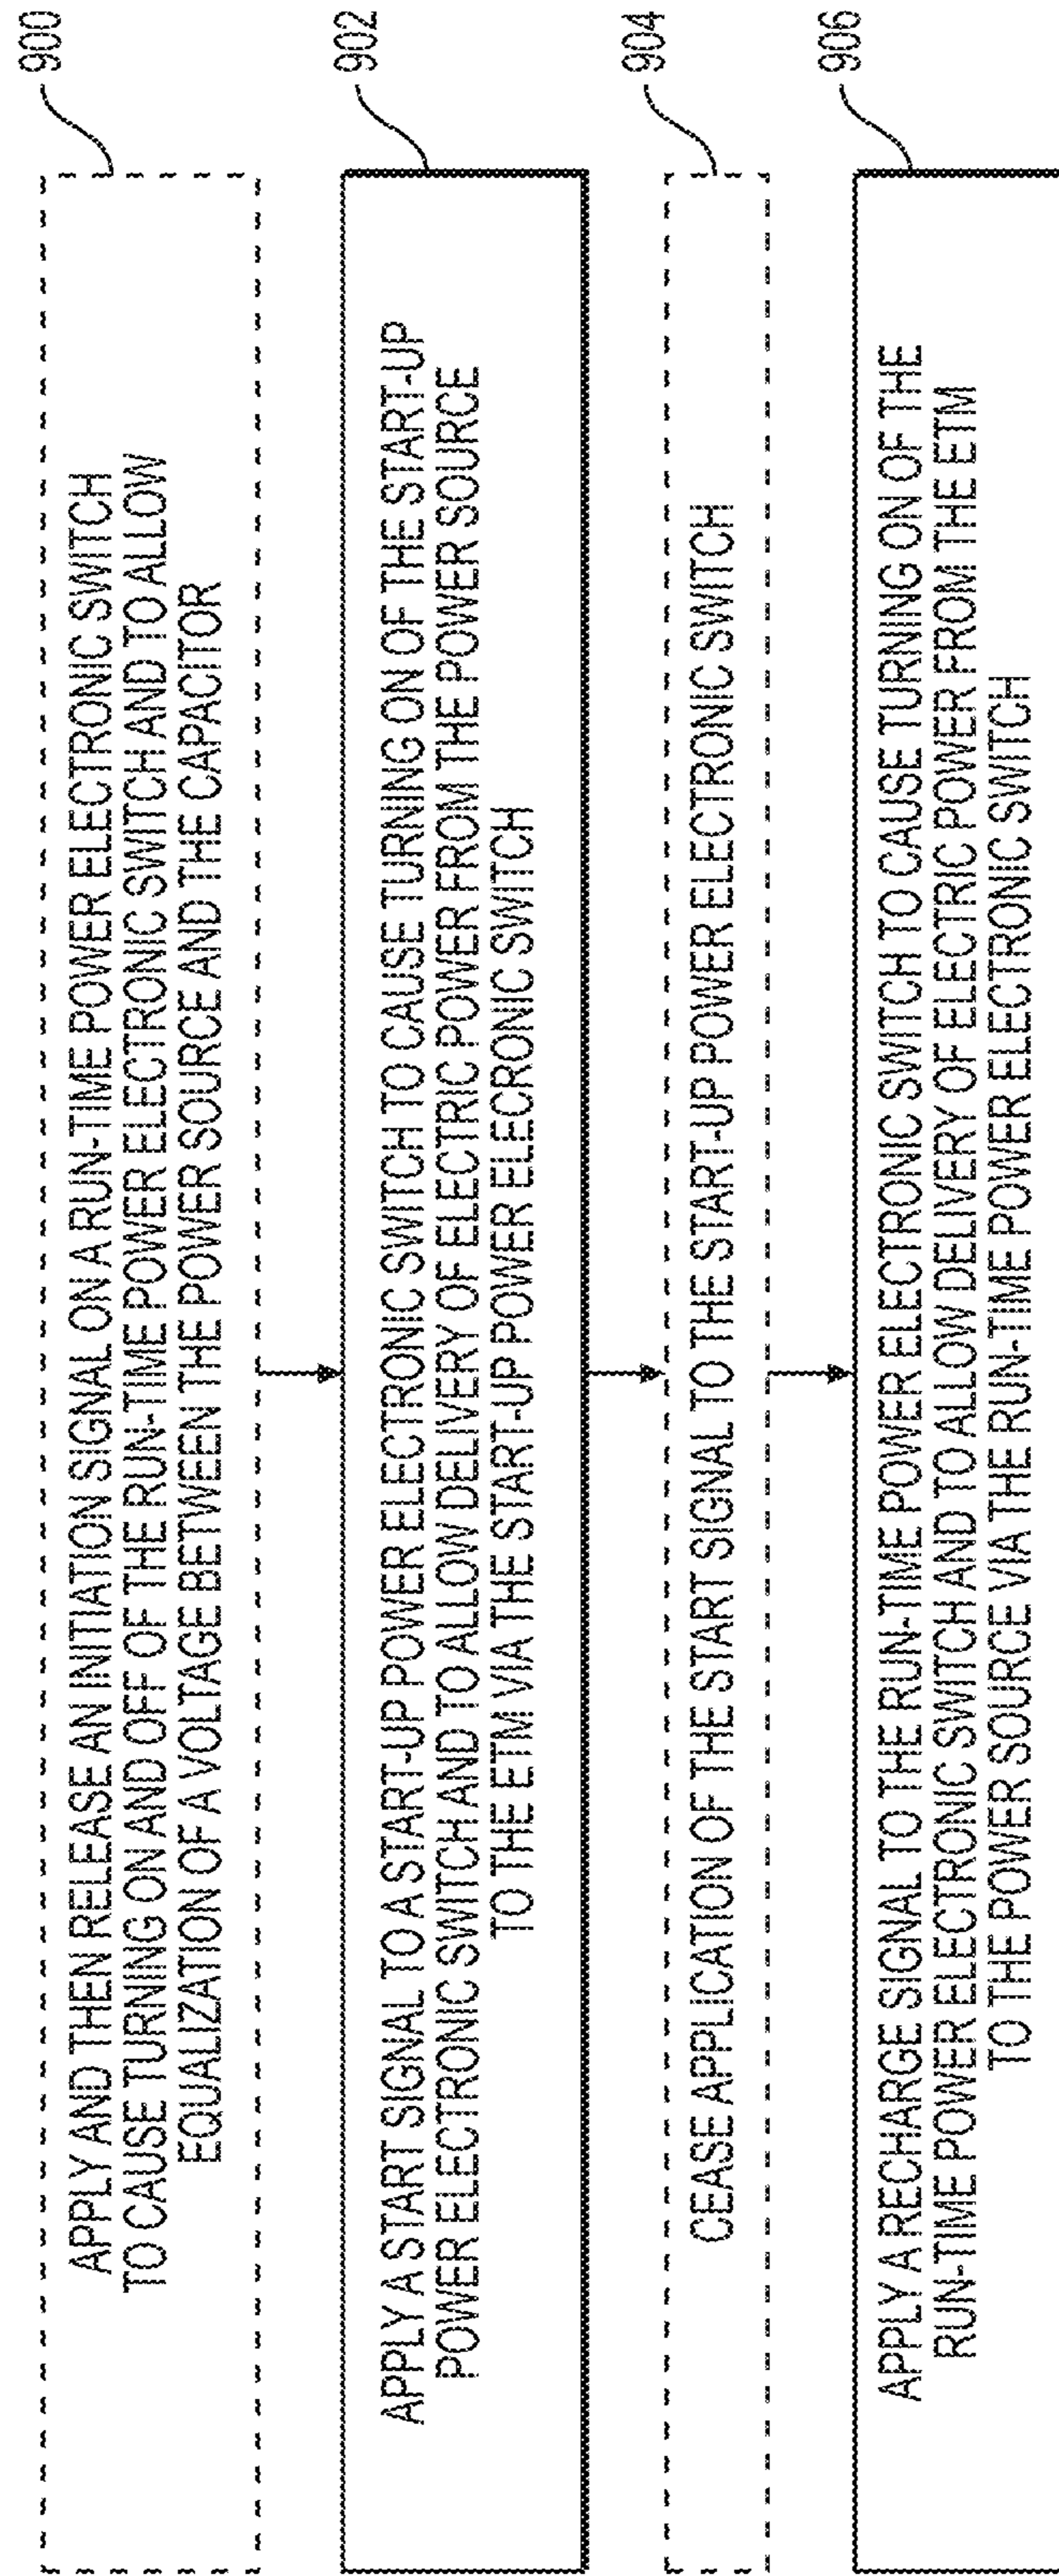 900
APPLY AND THEN RELEASE AN INITIATION SIGNAL ON A RUN-TIME POWER ELECTRONIC SWITCH
TO CAUSE TURNING ON AND OFF OF THE RUN-TIME POWER ELECTRONIC SWITCH AND TO ALLOW
EQUALIZATION OF A VOLTAGE BETWEEN THE POWER SOURCE AND THE CAPACITOR
902
APPLY A START SIGNAL TO A START-UP POWER ELECTRONIC SWITCH TO CAUSE TURNING ON OF THE START-UP
POWER ELECTRONIC SWITCH AND TO ALLOW DELIVERY OF ELECTRIC POWER FROM THE POWER SOURCE
TO THE ETM VIA THE START-UP POWER ELECTRONIC SWITCH
904
CEASE APPLICATION OF THE START SIGNAL TO THE START-UP POWER ELECTRONIC SWITCH
906
APPLY A RECHARGE SIGNAL TO THE RUN-TIME POWER ELECTRONIC SWITCH TO CAUSE TURNING ON OF THE
RUN-TIME POWER ELECTRONIC SWITCH AND TO ALLOW DELIVERY OF ELECTRIC POWER FROM THE ETM
TO THE POWER SOURCE VIA THE RUN-TIME POWER ELECTRONIC SWITCH